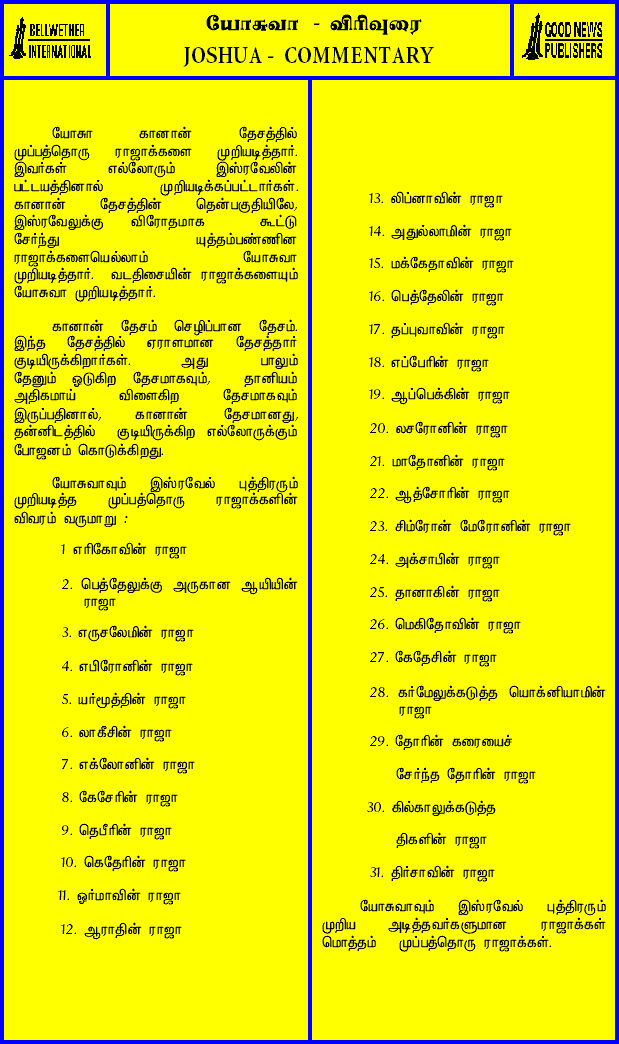 BELLWETHER
INTERNATIONAL
யோசுவா - விரிவுரை
JOSHUA - COMMENTARY
GOOD NEWS
PUBLISHERS
யோசுா கானான் தேசத்தில்
முப்பத்தொரு ராஜாக்களை முறியடித்தார்.
இவர்கள் எல்லோரும் இஸ்ரவேலின்
பட்டயத்தினால் முறியடிக்கப்பட்டார்கள்.
கானான் தேசத்தின் தென்பகுதியிலே,
இஸ்ரவேலுக்கு விரோதமாக கூட்டு
சேர்ந்து யுத்தம்பண்ணின
ராஜாக்களையெல்லாம் யோசுவா
முறியடித்தார். வடதிசையின் ராஜாக்களையும்
யோசுவா முறியடித்தார்.
கானான் தேசம் செழிப்பான தேசம்.
இந்த தேசத்தில் ஏராளமான தேசத்தார்
குடியிருக்கிறார்கள். அது பாலும்
தேனும் ஓடுகிற தேசமாகவும், தானியம்
அதிகமாய் விளைகிற தேசமாகவும்
இருப்பதினால், கானான் தேசமானது,
தன்னிடத்தில் குடியிருக்கிற எல்லோருக்கும்
போஜனம் கொடுக்கிறது.
யோசுவாவும் இஸ்ரவேல் புத்திரரும்
முறியடித்த முப்பத்தொரு ராஜாக்களின்
விவரம் வருமாறு :
1 எரிகோவின் ராஜா
2. பெத்தேலுக்கு அருகான ஆயியின்
ராஜா
3. எருசலேமின் ராஜா
4. எபிரோனின் ராஜா
5. யர்மூத்தின் ராஜா
6. லாகீசின் ராஜா
7. எக்லோனின் ராஜா
8. கேசேரின் ராஜா
9. தெபீரின் ராஜா
10. கெதேரின் ராஜா
11. ஓர்மாவின் ராஜா
12. ஆராதின் ராஜா
13. லிப்னாவின் ராஜா
14. அதுல்லாமின் ராஜா
15. மக்கேதாவின் ராஜா
16. பெத்தேலின் ராஜா
17. தப்புவாவின் ராஜா
18. எப்பேரின் ராஜா
19. ஆப்பெக்கின் ராஜா
20. லசரோனின் ராஜா
21. மாதோனின் ராஜா
22. ஆத்சோரின் ராஜா
23. சிம்ரோன் மேரோனின் ராஜா
24. அக்சாபின் ராஜா
25. தானாகின் ராஜா
26. மெகிதோவின் ராஜா
27. கேதேசின் ராஜா
28. கர்மேலுக்கடுத்த யொக்னியாமின்
ராஜா
29. தோரின் கரையைச்
சேர்ந்த தோரின் ராஜா
30. கில்காலுக்கடுத்த
திகளின் ராஜா
31. திர்சாவின் ராஜா
யோசுவாவும் இஸ்ரவேல் புத்திரரும்
முறிய அடித்தவர்களுமான ராஜாக்கள்
மொத்தம் முப்பத்தொரு ராஜாக்கள்.